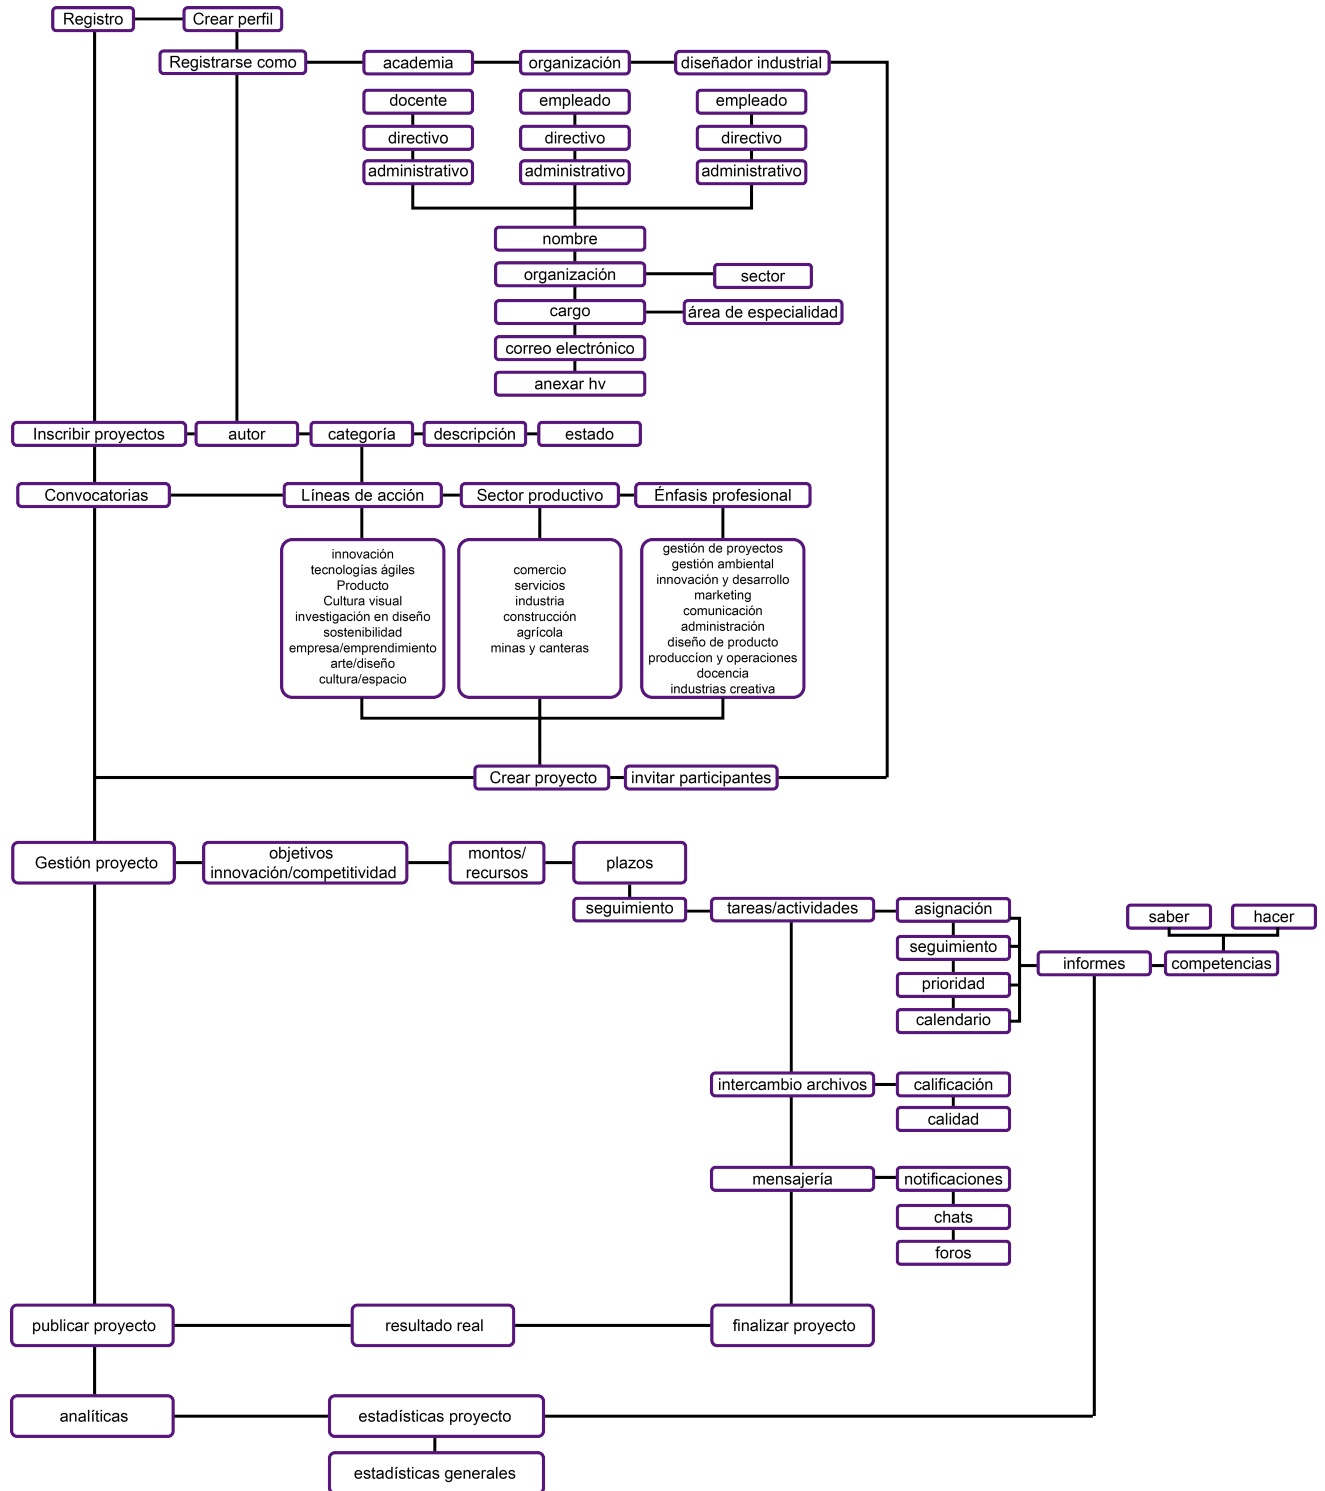 Registro
Crear perfil
Registrarse como
academia
organización
diseñador industrial
docente
empleado
empleado
directivo
directivo
directivo
administrativo
administrativo
administrativo
nombre
organización
sector
cargo
área de especialidad
correo electrónico
anexar hv
Inscribir proyectos
autor
categoría
descripción
estado
Convocatorias
Líneas de acción
Sector productivo
Énfasis profesional
innovación
tecnologías ágiles
Producto
Cultura visual
investigación en diseño
sostenibilidad
empresa/emprendimiento
arte/diseño
cultura/espacio
comercio
servicios
industria
construcción
agrícola
minas y canteras
gestión de proyectos
gestión ambiental
innovación y desarrollo
marketing
comunicación
administración
diseño de producto
produccíon y operaciones
docencia
industrias creativa
Crear proyecto
invitar participantes
Gestión proyecto
objetivos
innovación/competitividad
montos/
recursos
plazos
seguimiento
tareas/actividades
asignación
seguimiento
prioridad
calendario
informes
saber
hacer
competencias
intercambio archivos
calificación
calidad
mensajería
notificaciones
chats
foros
publicar proyecto
resultado real
finalizar proyecto
analíticas
estadísticas proyecto
estadísticas generales